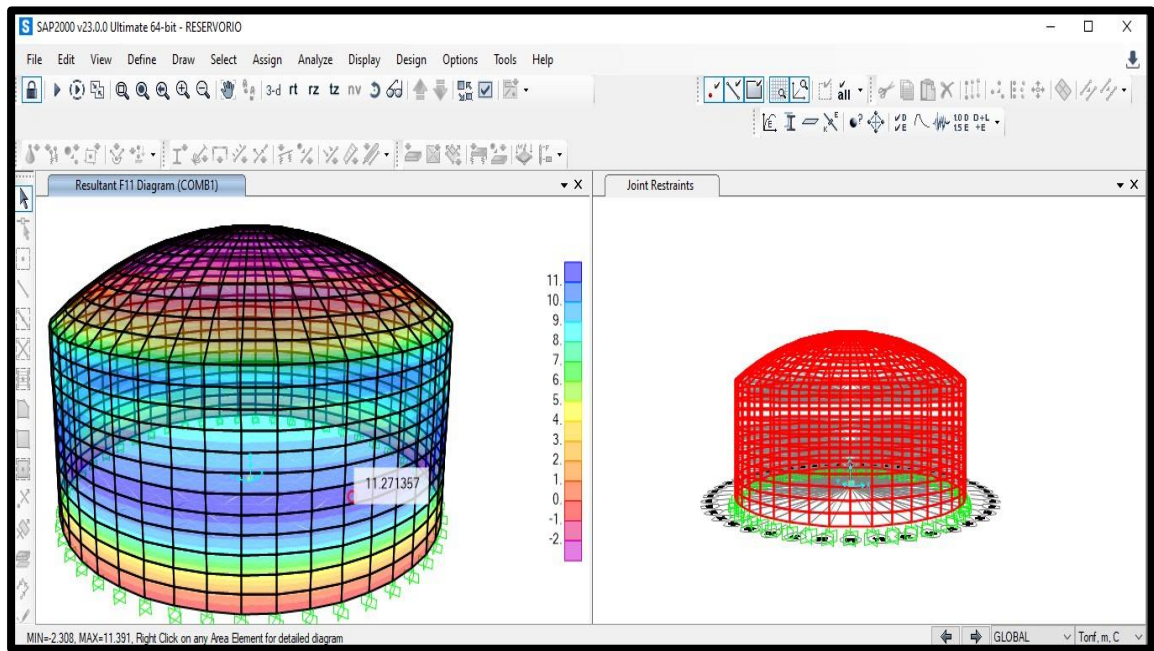 SAP2000 v23.0.0 Ultimate 64-bit - RESERVORIO
File Edit View Define Draw Select Assign Analyze Display Design Options Tools Help
3-d rt rz tz nv
all
Resultant F11 Diagram (COMB1)
Joint Restraints
11.
10.
9.
8.
7.
6.
5.
4.
3.
2.
1
0.
-1.
-2.
11.271357
MIN=-2.308, MAX=11.391, Right Click on any Area Element for detailed diagram
GLOBAL
Tonf, m, C